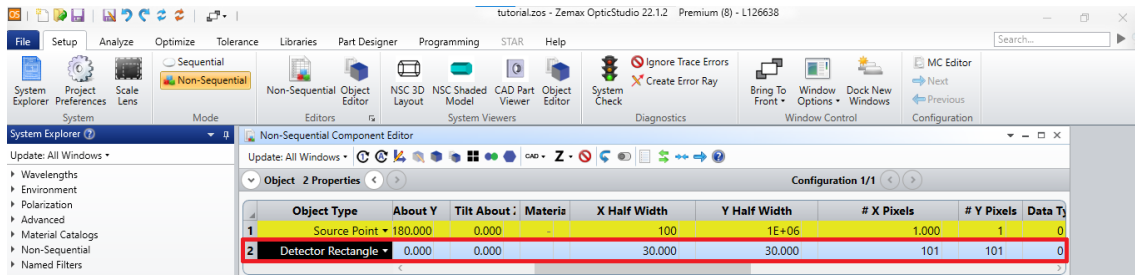 tutorial.zos - Zemax OpticStudio 22.1.2 Premium (8) - L126638
File Setup Analyze Optimize Tolerance Libraries Part Designer Programming STAR Help Search...
System Explorer
Project Preferences
Scale Lens
System
Sequential
Non-Sequential
Mode
Non-Sequential
Object Editor
Editors
NSC 3D Layout
NSC Shaded Model
CAD Part Viewer
Object Editor
System Viewers
System Check
Ignore Trace Errors
Create Error Ray
Diagnostics
Bring To Front
Window Options
Dock New Windows
Window Control
MC Editor
Next
Previous
Configuration
System Explorer ?
Update: All Windows
Wavelengths
Environment
Polarization
Advanced
Material Catalogs
Non-Sequential
Named Filters
Non-Sequential Component Editor
Update: All Windows CAD Z
Object 2 Properties Configuration 1/1
Object Type About Y Tilt About Materia X Half Width Y Half Width # X Pixels # Y Pixels Data Ty
1 Source Point 180.000 0.000 - 100 1E+06 1.000 1 0
2 Detector Rectangle 0.000 0.000 30.000 30.000 101 101 0